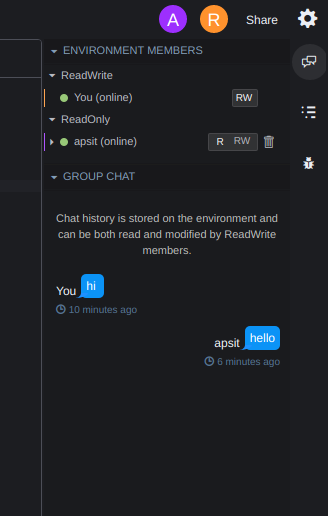 A R Share
ENVIRONMENT MEMBERS
ReadWrite
You (online) RW
ReadOnly
apsit (online) R RW
GROUP CHAT
Chat history is stored on the environment and
can be both read and modified by ReadWrite
members.
You hi
10 minutes ago
apsit hello
6 minutes ago